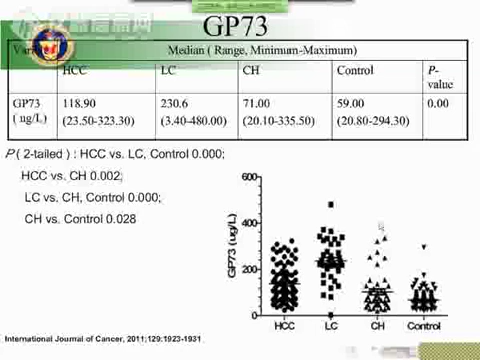 GP73
Median ( Range, Minimum-Maximum)
HCC LC CH Control P-value
GP73 ( ug/L) 118.90 (23.50-323.30) 230.6 (3.40-480.00) 71.00 (20.10-335.50) 59.00 (20.80-294.30) 0.00
P ( 2-tailed ) : HCC vs. LC, Control 0.000;
HCC vs. CH 0.002;
LC vs. CH, Control 0.000;
CH vs. Control 0.028
600
400
200
0
GP73 (ug/L)
HCC LC CH Control
International Journal of Cancer, 2011;129:1923-1931